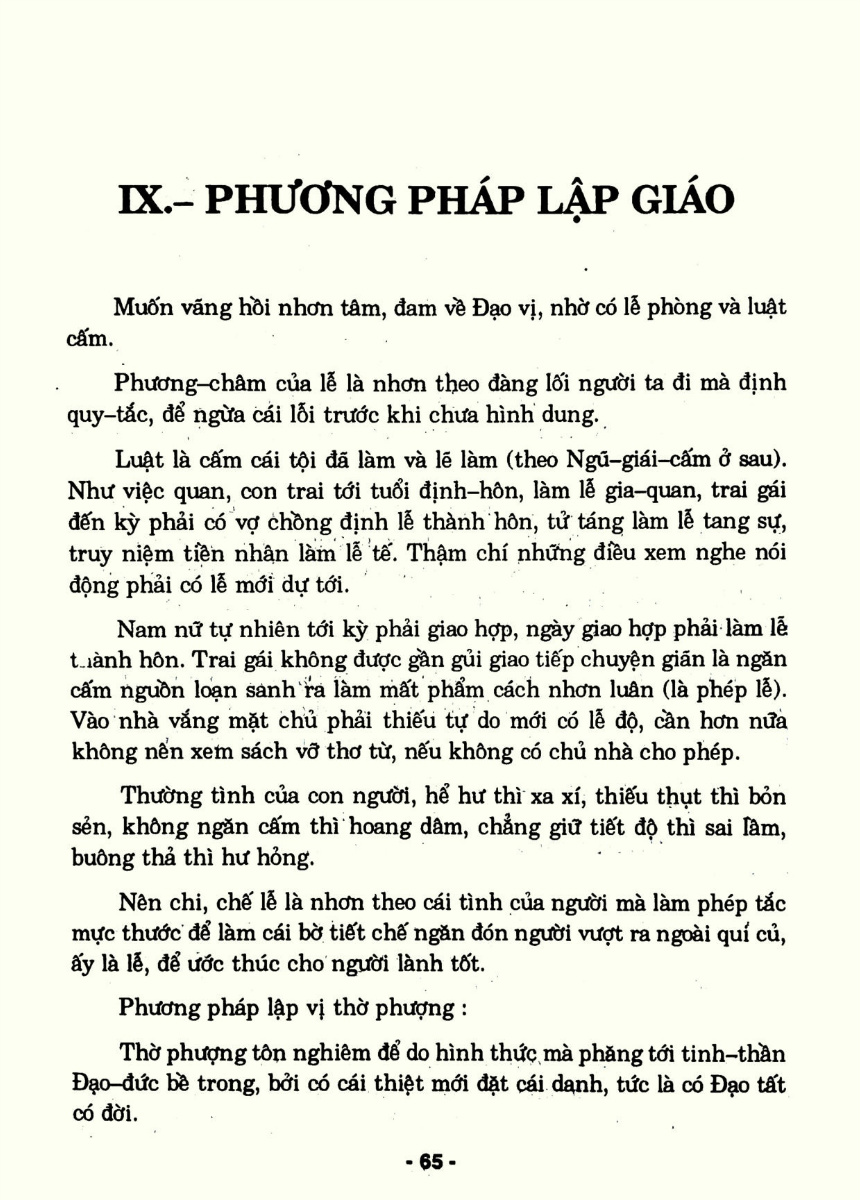 IX.– PHƯƠNG PHÁP LẬP GIÁO
Muốn vãng hồi nhơn tâm, đam về Đạo vị, nhờ có lễ phòng và luật
cấm.
Phương–châm của lễ là nhơn theo đàng lối người ta đi mà định
quy–tắc, để ngừa cái lỗi trước khi chưa hình dung.
Luật là cấm cái tội đã làm và lẽ làm (theo Ngũ–giái–cấm ở sau).
Như việc quan, con trai tới tuổi định–hôn, làm lễ gia–quan, trai gái
đến kỳ phải có vợ chồng định lễ thành hôn, tử táng làm lễ tang sự,
truy niệm tiền nhân làm lễ tế. Thậm chí những điều xem nghe nói
động phải có lễ mới dự tới.
Nam nữ tự nhiên tới kỳ phải giao hợp, ngày giao hợp phải làm lễ
thành hôn. Trai gái không được gần gủi giao tiếp chuyện giãn là ngăn
cấm nguồn loạn sanh ra làm mất phẩm cách nhơn luân (là phép lễ).
Vào nhà vắng mặt chủ phải thiếu tự do mới có lễ độ, cần hơn nữa
không nên xem sách vỡ thơ từ, nếu không có chủ nhà cho phép.
Thường tình của con người, hể hư thì xa xí, thiếu thụt thì bỏn
sẻn, không ngăn cấm thì hoang dâm, chẳng giữ tiết độ thì sai lầm,
buông thả thì hư hỏng.
Nên chi, chế lễ là nhơn theo cái tình của người mà làm phép tắc
mực thước để làm cái bờ tiết chế ngăn đón người vượt ra ngoài quí củ,
ấy là lễ, để ước thúc cho người lành tốt.
Phương pháp lập vị thờ phượng :
Thờ phượng tôn nghiêm để do hình thức mà phăng tới tinh–thần
Đạo–đức bề trong, bởi có cái thiệt mới đặt cái danh, tức là có Đạo tất
có đời.
- 65 -